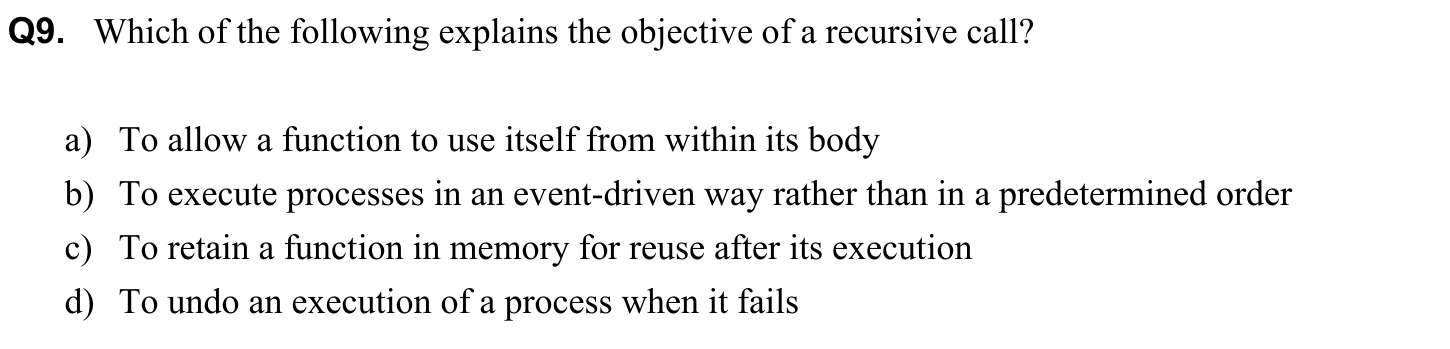 Q9. Which of the following explains the objective of a recursive call?
a) To allow a function to use itself from within its body
b) To execute processes in an event-driven way rather than in a predetermined order
c) To retain a function in memory for reuse after its execution
d) To undo an execution of a process when it fails